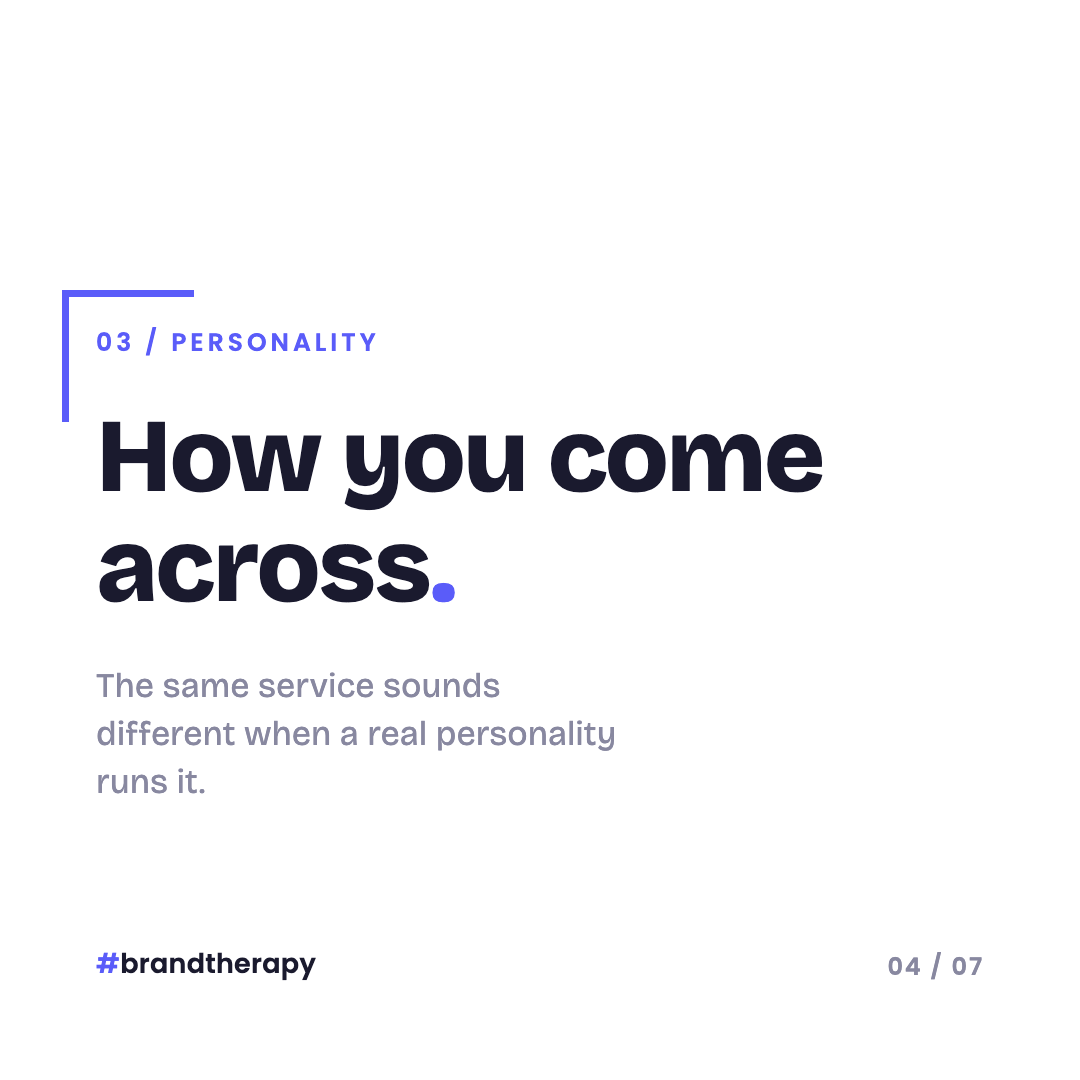 03 / PERSONALITY
How you come
across.
The same service sounds
different when a real personality
runs it.
#brandtherapy
04 / 07